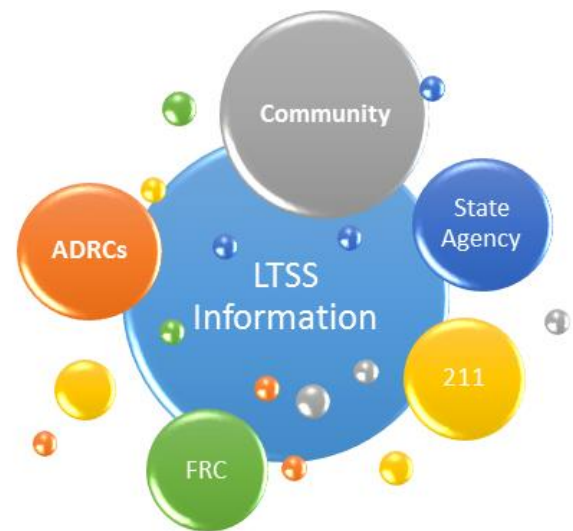 Community
State
Agency
ADRCs
LTSS
Information
211
FRC